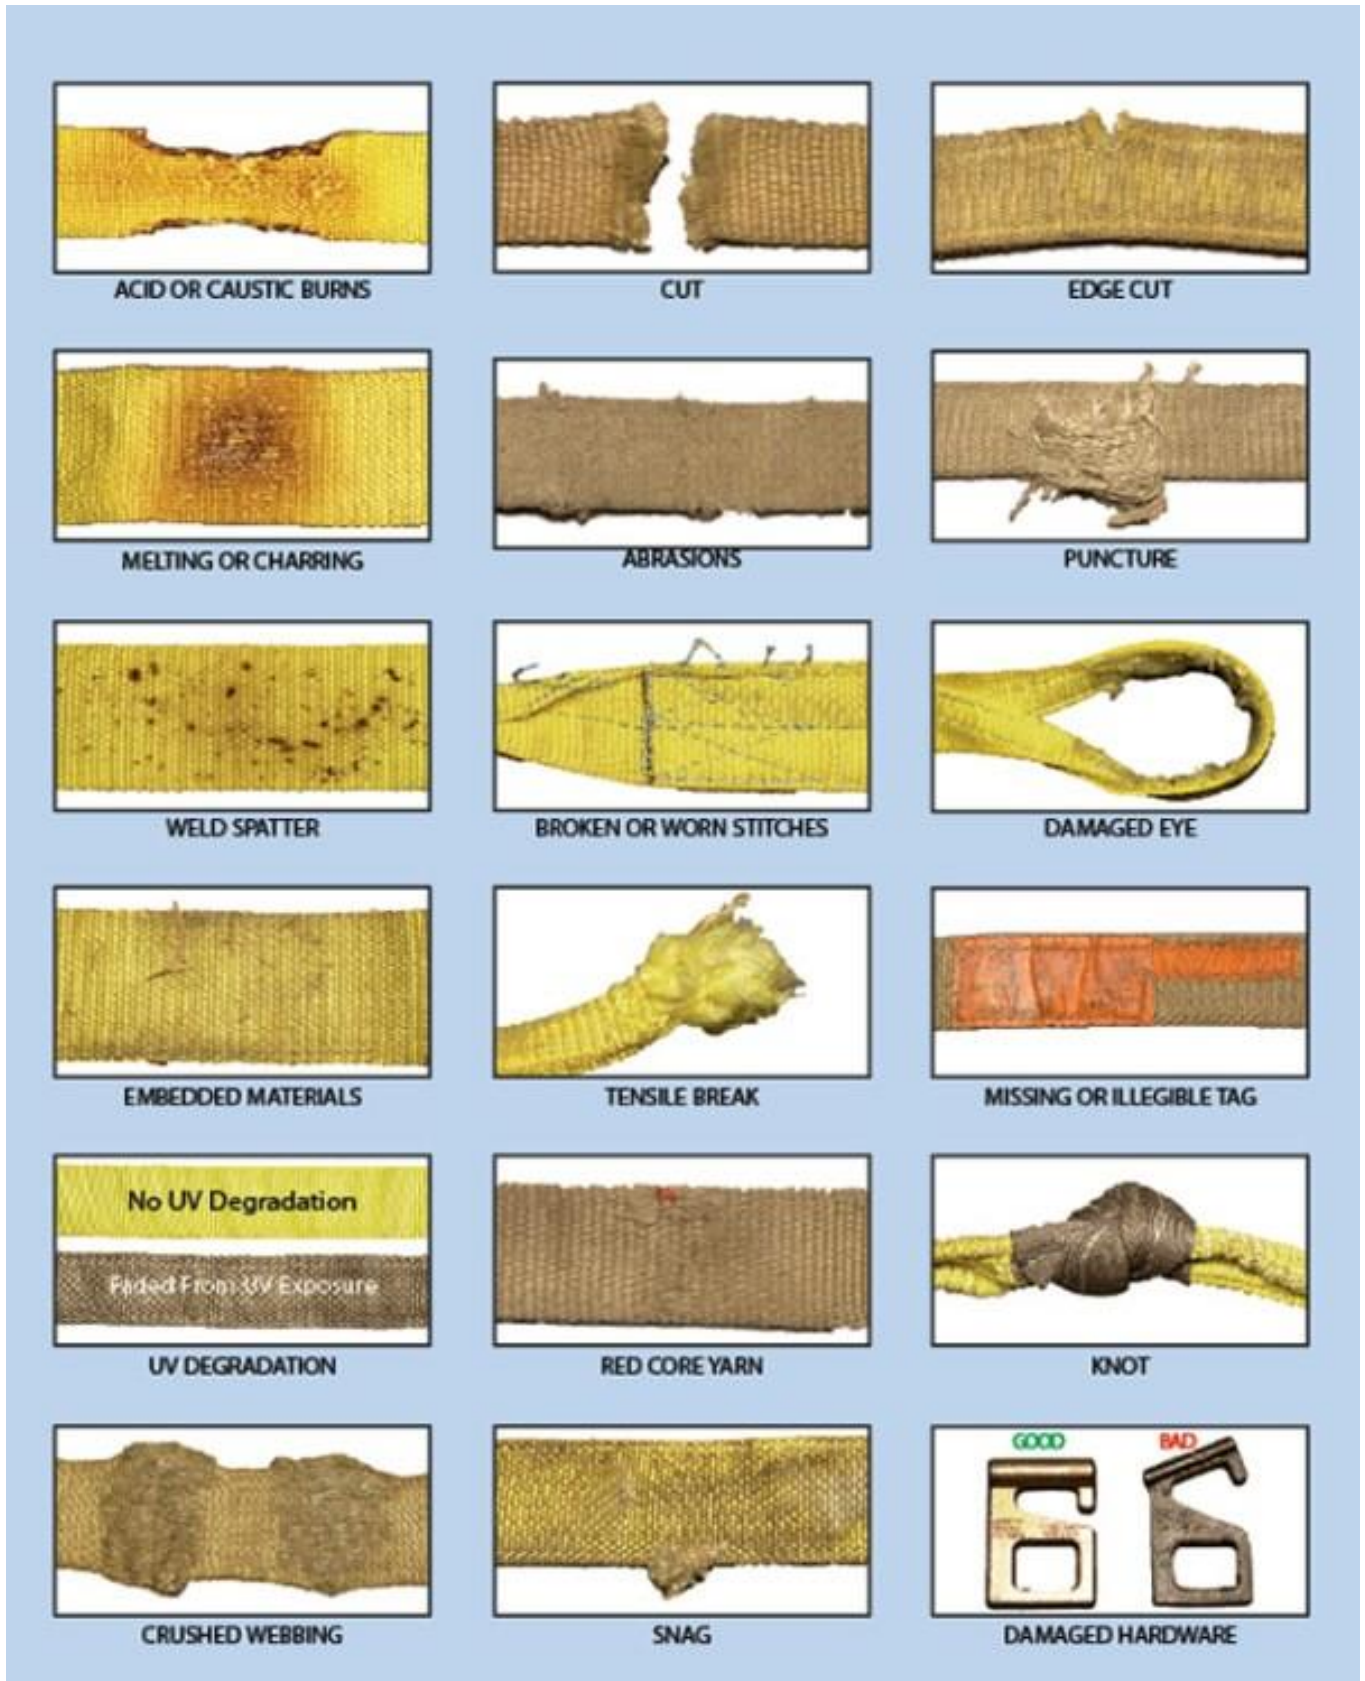 ACID OR CAUSTIC BURNS
CUT
EDGE CUT
MELTING OR CHARRING
ABRASIONS
PUNCTURE
WELD SPATTER
BROKEN OR WORN STITCHES
DAMAGED EYE
EMBEDDED MATERIALS
TENSILE BREAK
MISSING OR ILLEGIBLE TAG
No UV Degradation
Faded From UV Exposure
UV DEGRADATION
RED CORE YARN
KNOT
CRUSHED WEBBING
SNAG
GOOD
BAD
DAMAGED HARDWARE